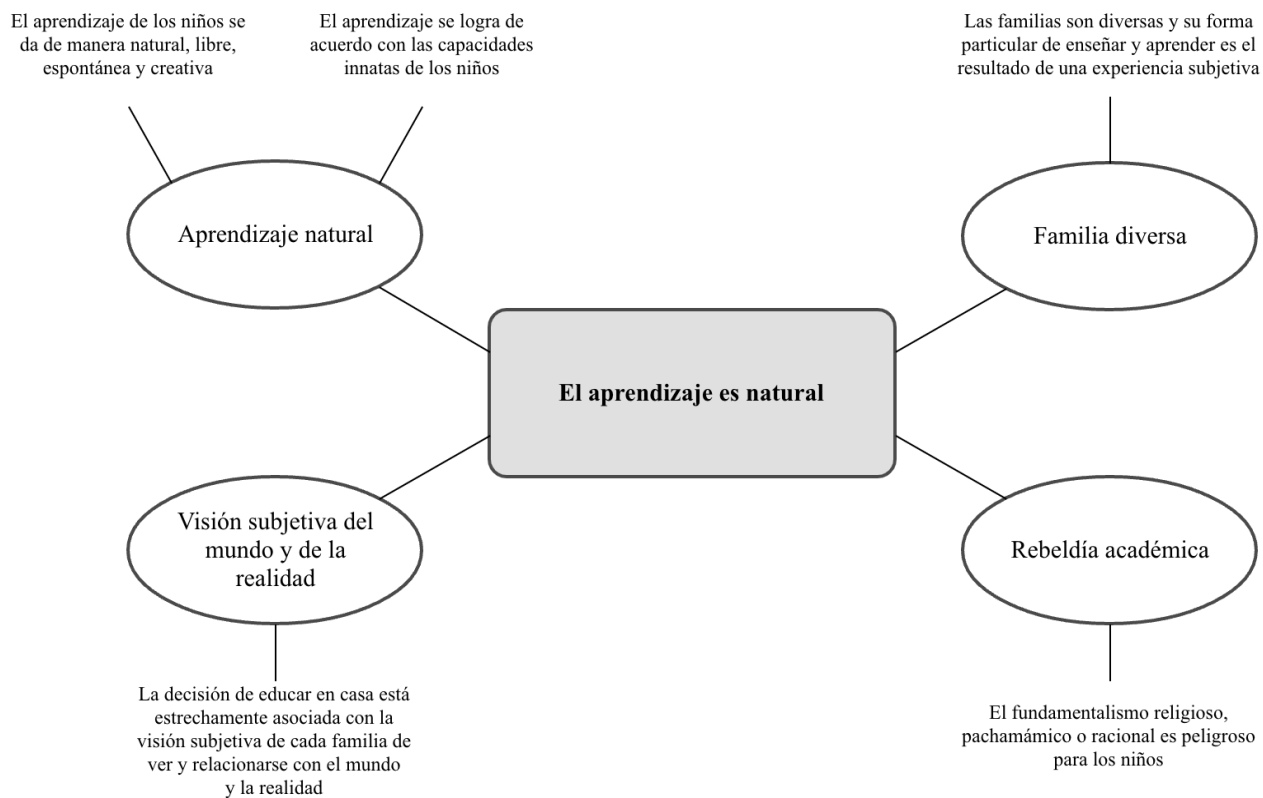 El aprendizaje de los niños se
da de manera natural, libre,
espontánea y creativa
El aprendizaje se logra de
acuerdo con las capacidades
innatas de los niños
Las familias son diversas y su forma
particular de enseñar y aprender es el
resultado de una experiencia subjetiva
Aprendizaje natural
Familia diversa
El aprendizaje es natural
Visión subjetiva del
mundo y de la
realidad
Rebeldía académica
La decisión de educar en casa está
estrechamente asociada con la
visión subjetiva de cada familia de
ver y relacionarse con el mundo
y la realidad
El fundamentalismo religioso,
pachamámico o racional es peligroso
para los niños